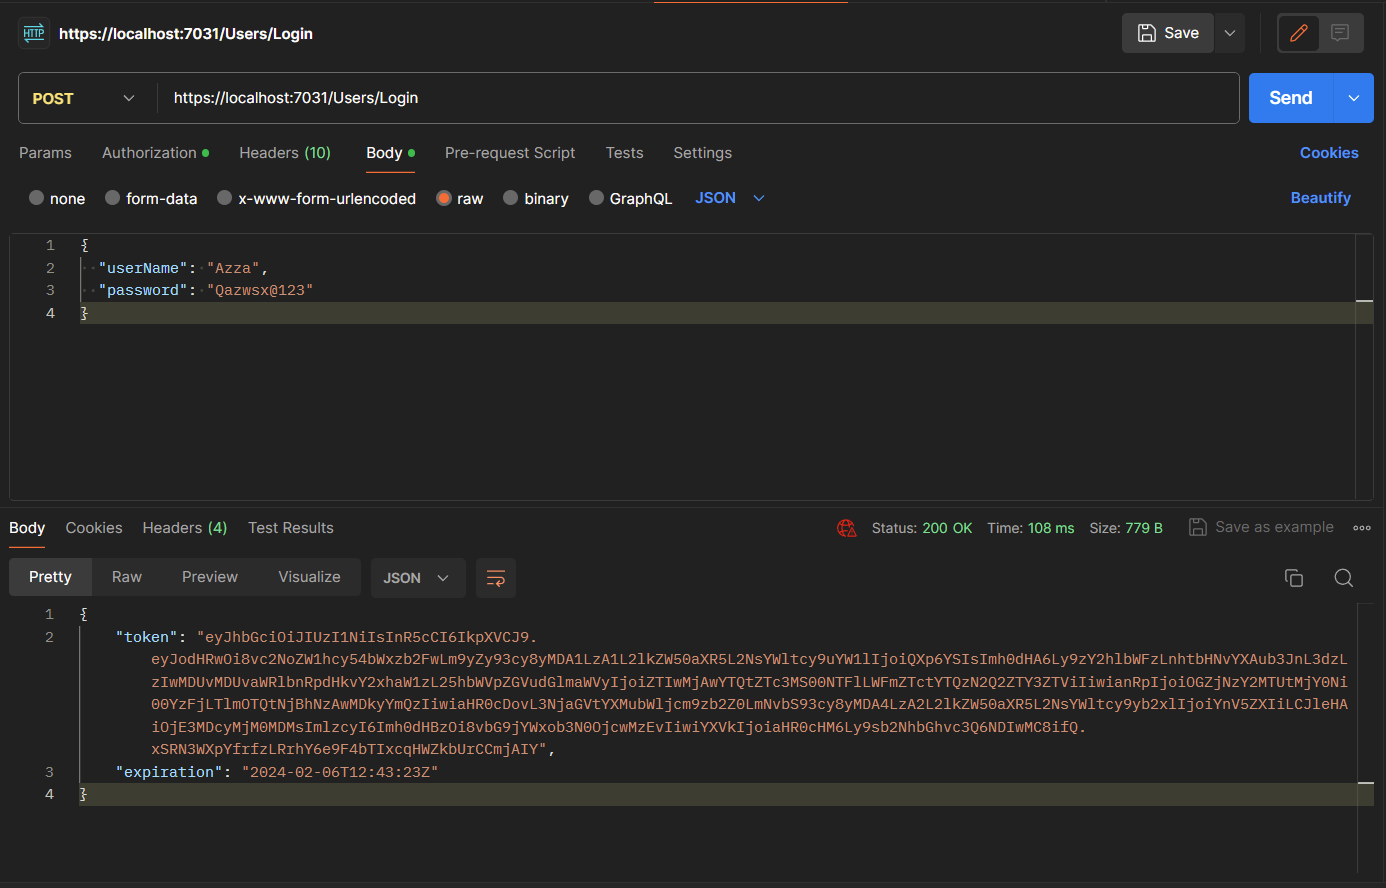 HTTP https://localhost:7031/Users/Login Save
POST https://localhost:7031/Users/Login Send
Params Authorization Headers (10) Body Pre-request Script Tests Settings Cookies
none form-data x-www-form-urlencoded raw binary GraphQL JSON Beautify
1 {
2 "userName": "Azza",
3 "password": "Qazwsx@123"
4 }
Body Cookies Headers (4) Test Results Status: 200 OK Time: 108 ms Size: 779 B Save as example
Pretty Raw Preview Visualize JSON
1 {
2 "token": "eyJhbGciOiJIUzI1NiIsInR5cCI6IkpXVCJ9.
eyJodHRwOi8vc2NoZW1hcy54bWxzb2FwLm9yZy93cy8yMDA1LzA1L2lkZW50aXR5L2NsYWltcy9uYW1lIjoiQXp6YSIsImh0dHA6Ly9zY2hlbWFzLnhtbHNvYXAub3JnL3dzL
zIwMDUvMDUvaWRlbnRpdHkvY2xhaW1zL25hbWVpZGVudGlmaWVyIjoiZTIwMjAwYTQtZTc3MS00NTFlLWFmZTctYTQzN2Q2ZTY3ZTViIiwianRpIjoiOGZjNzY2MTUtMjY0Ni
00YzFjLTlmOTQtNjBhNzAwMDkyYmQzIiwiaHR0cDovL3NjaGVtYXMubWljcm9zb2Z0LmNvbS93cy8yMDA4LzA2L2lkZW50aXR5L2NsYWltcy9yb2xlIjoiYnV5ZXIiLCJleHA
iOjE3MDcyMjM0MDMsImlzcyI6Imh0dHBzOi8vbG9jYWxob3N0OjcwMzEvIiwiYXVkIjoiaHR0cHM6Ly9sb2NhbGhvc3Q6NDIwMC8ifQ.
xSRN3WXpYfrfzLRrhY6e9F4bTIxcqHWZkbUrCCmjAIY",
3 "expiration": "2024-02-06T12:43:23Z"
4 }